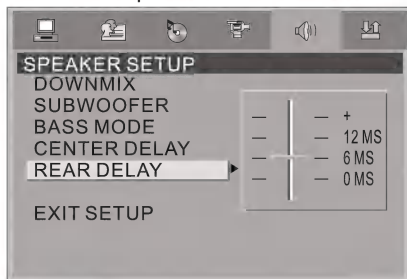 SPEAKER SETUP
DOWNMIX
SUBWOOFER
BASS MODE
CENTER DELAY
REAR DELAY
EXIT SETUP
+
12 MS
6 MS
0 MS